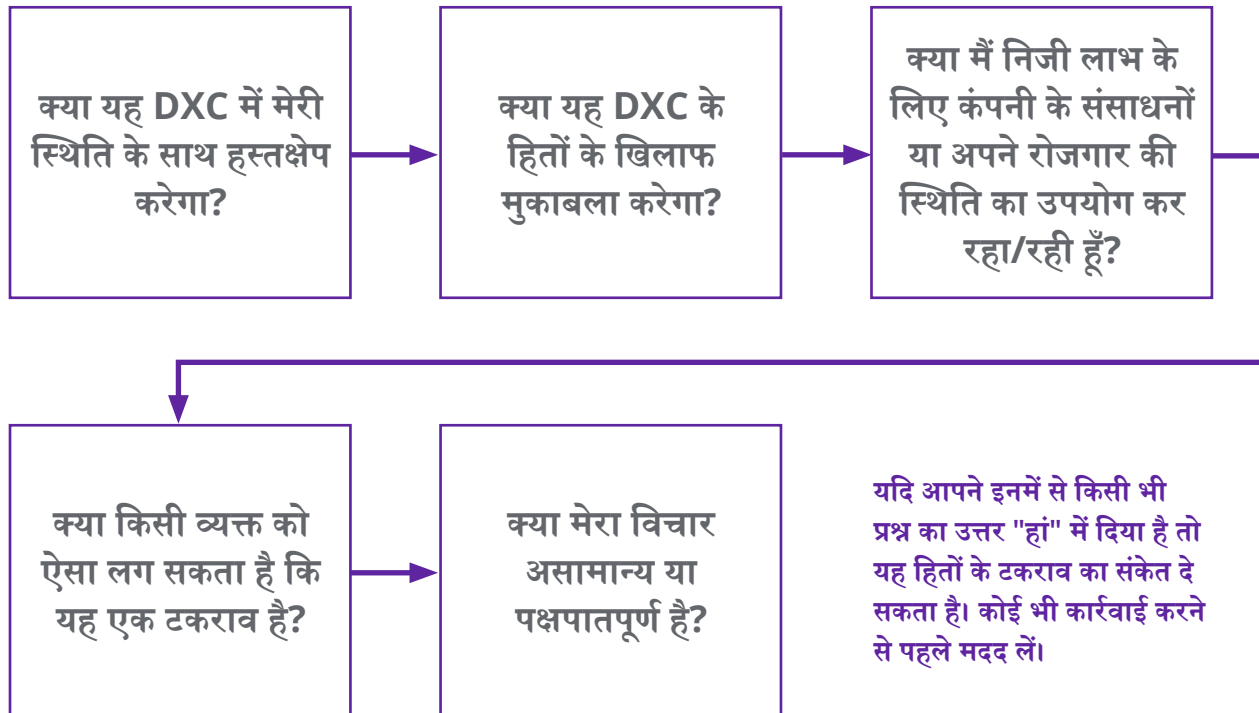 क्या यह DXC में मेरी
स्थिति के साथ हस्तक्षेप
करेगा?
क्या यह DXC के
हितों के खिलाफ
मुकाबला करेगा?
क्या मैं निजी लाभ के
लिए कंपनी के संसाधनों
या अपने रोजगार की
स्थिति का उपयोग कर
रहा/रही हूँ?
क्या किसी व्यक्त को
ऐसा लग सकता है कि
यह एक टकराव है?
क्या मेरा विचार
असामान्य या
पक्षपातपूर्ण है?
यदि आपने इनमें से किसी भी
प्रश्न का उत्तर "हां" में दिया है तो
यह हितों के टकराव का संकेत दे
सकता है। कोई भी कार्रवाई करने
से पहले मदद लें।